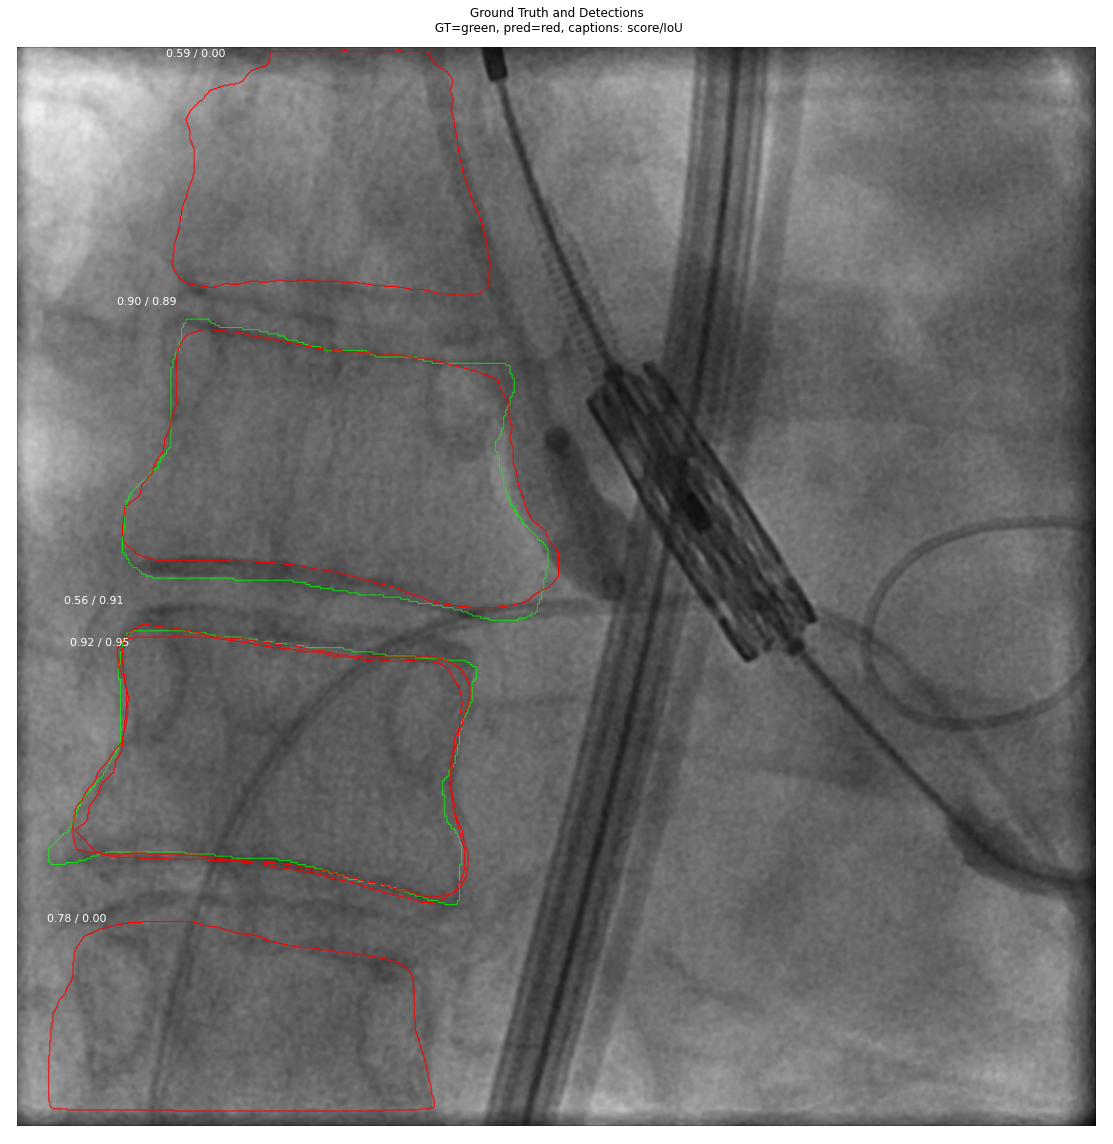 Ground Truth and Detections
GT=green, pred=red, captions: score/IoU
0.59 / 0.00
0.90 / 0.89
0.56 / 0.91
0.92 / 0.95
0.78 / 0.00